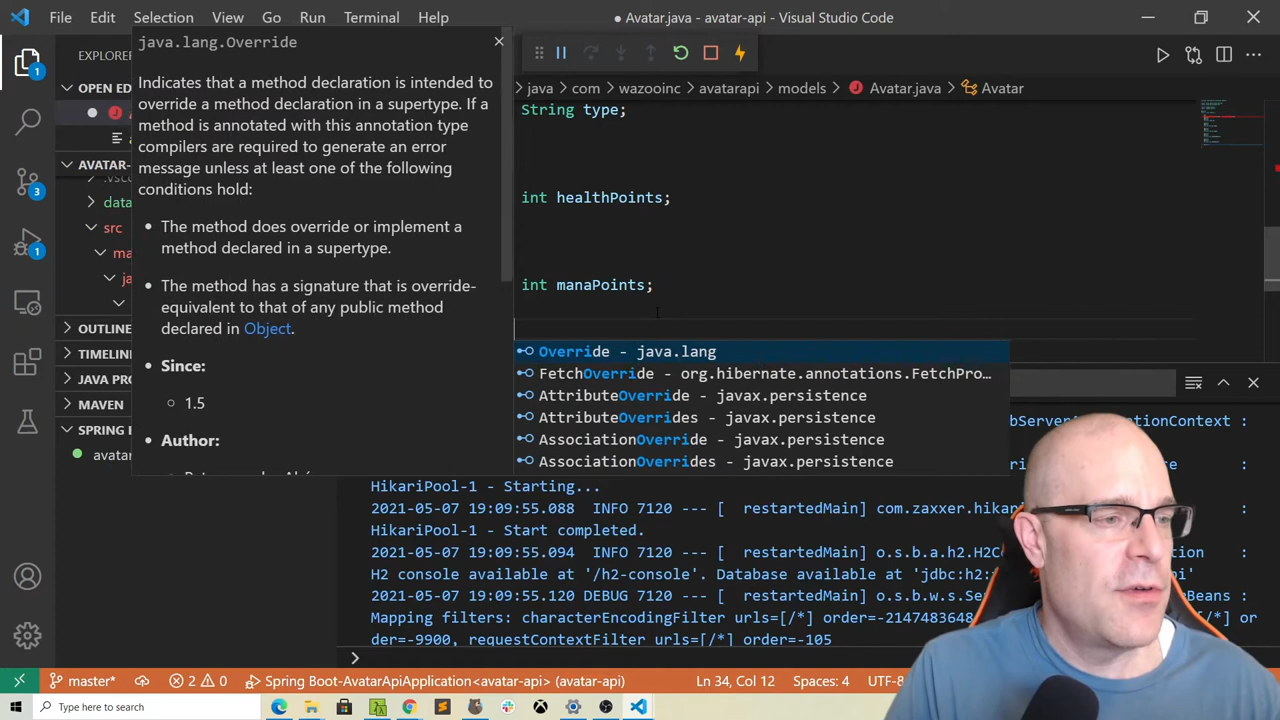 File Edit Selection View Go Run Terminal Help
● Avatar.java - avatar-api - Visual Studio Code
java.lang.Override
Indicates that a method declaration is intended to
override a method declaration in a supertype. If a
method is annotated with this annotation type
compilers are required to generate an error
message unless at least one of the following
conditions hold:
• The method does override or implement a
method declared in a supertype.
• The method has a signature that is override-
equivalent to that of any public method
declared in Object.
• Since:
○ 1.5
• Author:
EXPLORER
OPEN ED
AVATAR-
.vsc
data
src
ma
ja
OUTLINE
TIMELINE
JAVA PRO
MAVEN
SPRING B
avatar
1
3
1
java > com > wazooinc > avatarapi > models > Avatar.java > Avatar
String type;
int healthPoints;
int manaPoints;
Override - java.lang
FetchOverride - org.hibernate.annotations.FetchPro...
AttributeOverride - javax.persistence
AttributeOverrides - javax.persistence
AssociationOverride - javax.persistence
AssociationOverrides - javax.persistence
bServerApplicationContext :
HikariPool-1 - Starting...
2021-05-07 19:09:55.088 INFO 7120 --- [ restartedMain] com.zaxxer.hika
HikariPool-1 - Start completed.
2021-05-07 19:09:55.094 INFO 7120 --- [ restartedMain] o.s.b.a.h2.H2C
H2 console available at '/h2-console'. Database available at 'jdbc:h2:
2021-05-07 19:09:55.120 DEBUG 7120 --- [ restartedMain] o.s.b.w.s.Se
Mapping filters: characterEncodingFilter urls=[/*] order=-2147483648,
der=-9900, requestContextFilter urls=[/*] order=-105
master* 2 0 Spring Boot-AvatarApiApplication<avatar-api> (avatar-api) Ln 34, Col 12 Spaces: 4 UTF-8
Type here to search